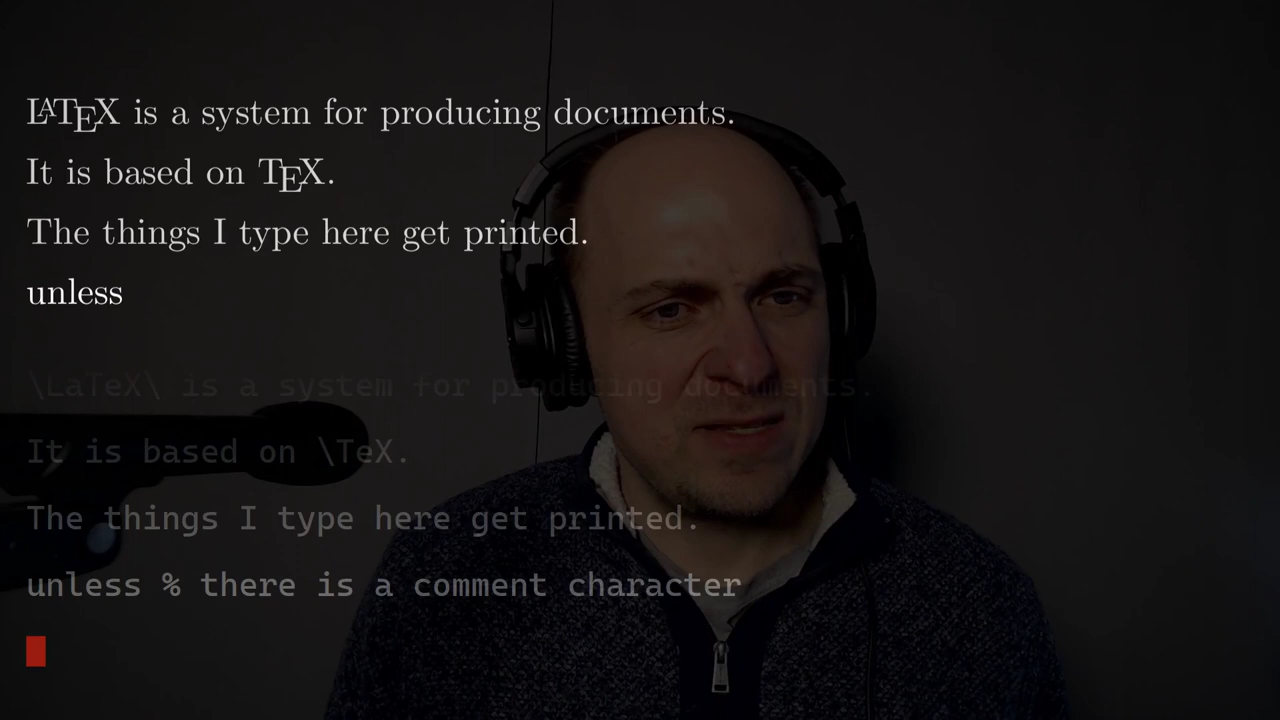 LATEX is a system for producing documents.
It is based on TEX.
The things I type here get printed.
unless
\LaTeX\ is a system for producing documents.
It is based on \TeX.
The things I type here get printed.
unless % there is a comment character